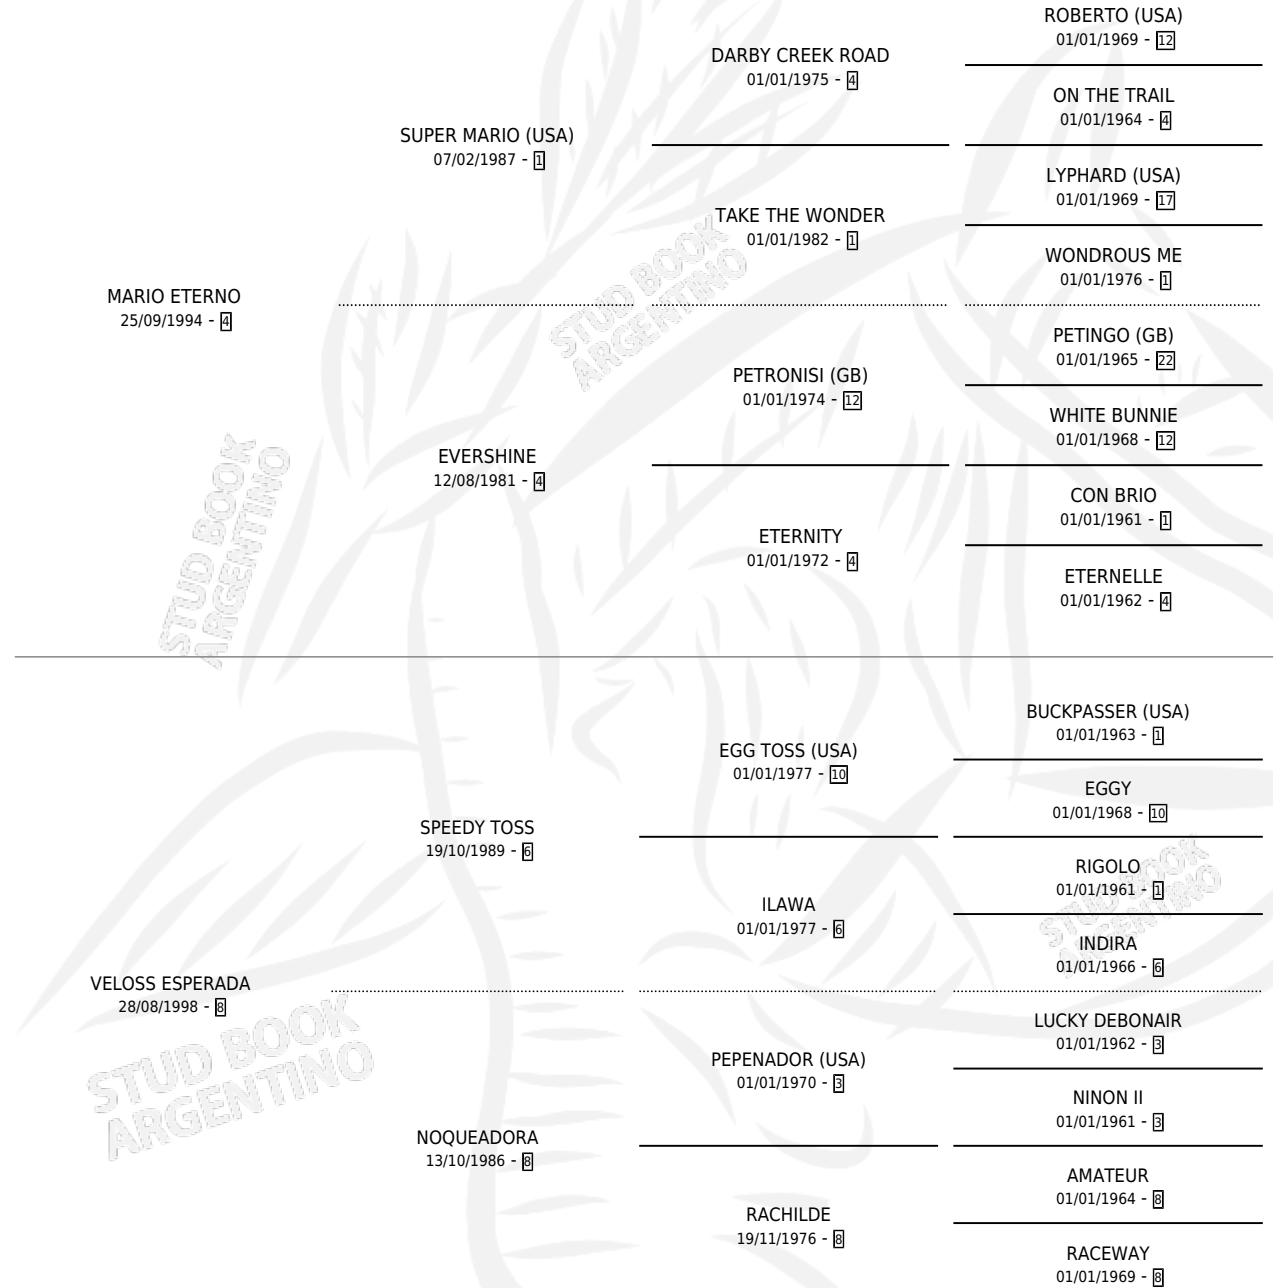 ROBERTO (USA)
01/01/1969 - 12
DARBY CREEK ROAD
01/01/1975 - 4
ON THE TRAIL
01/01/1964 - 4
SUPER MARIO (USA)
07/02/1987 - 1
LYPHARD (USA)
01/01/1969 - 17
TAKE THE WONDER
01/01/1982 - 1
WONDROUS ME
01/01/1976 - 1
MARIO ETERNO
25/09/1994 - 4
STUD BOOK
ARGENTINO
PETINGO (GB)
01/01/1965 - 22
PETRONISI (GB)
01/01/1974 - 12
WHITE BUNNIE
01/01/1968 - 12
EVERSHINE
12/08/1981 - 4
CON BRIO
01/01/1961 - 1
ETERNITY
01/01/1972 - 4
ETERNELLE
01/01/1962 - 4
STUD BOOK
ARGENTINO
BUCKPASSER (USA)
01/01/1963 - 1
EGG TOSS (USA)
01/01/1977 - 10
EGGY
01/01/1968 - 10
SPEEDY TOSS
19/10/1989 - 6
RIGOLO
01/01/1961 - 1
ILAWA
01/01/1977 - 6
INDIRA
01/01/1966 - 6
STUD BOOK
ARGENTINO
VELOSS ESPERADA
28/08/1998 - 8
LUCKY DEBONAIR
01/01/1962 - 3
PEPENADOR (USA)
01/01/1970 - 3
NINON II
01/01/1961 - 3
STUD BOOK
ARGENTINO
NOQUEADORA
13/10/1986 - 8
AMATEUR
01/01/1964 - 8
RACHILDE
19/11/1976 - 8
RACEWAY
01/01/1969 - 8